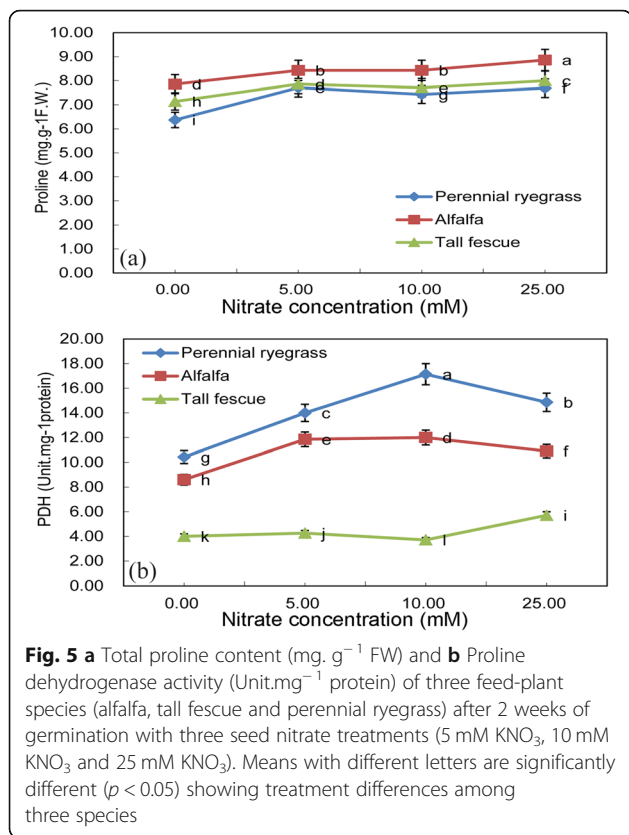 10.00
9.00
8.00
7.00
6.00
5.00
4.00
3.00
2.00
1.00
0.00
Proline (mg.g-1F.W.)
a
d b b
h d e c
i e g f
Perennial ryegrass
Alfalfa
Tall fescue
(a)
0.00 5.00 10.00 25.00
Nitrate concentration (mM)
20.00
18.00
16.00
14.00
12.00
10.00
8.00
6.00
4.00
2.00
0.00
PDH (Unit.mg-1protein)
Perennial ryegrass
Alfalfa
Tall fescue
g c a b
h e d f
k j l i
(b)
0.00 5.00 10.00 25.00
Nitrate concentration (mM)
Fig. 5 a Total proline content (mg. g⁻¹ FW) and b Proline
dehydrogenase activity (Unit.mg⁻¹ protein) of three feed-plant
species (alfalfa, tall fescue and perennial ryegrass) after 2 weeks of
germination with three seed nitrate treatments (5 mM KNO₃, 10 mM
KNO₃ and 25 mM KNO₃). Means with different letters are significantly
different (p < 0.05) showing treatment differences among
three species